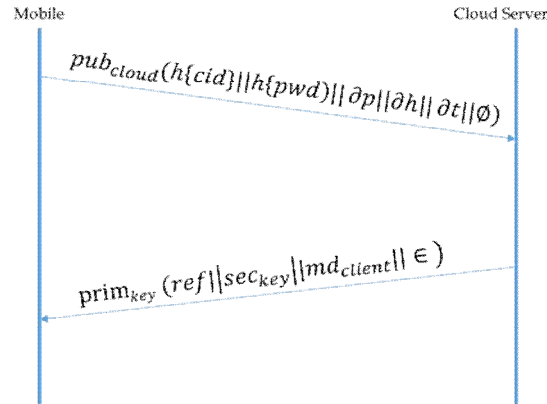 Mobile
Cloud Server
pub_cloud(h{cid}||h{pwd)||∂p||∂h||∂t||∅)
prim_key(ref||sec_key||md_client||∈)